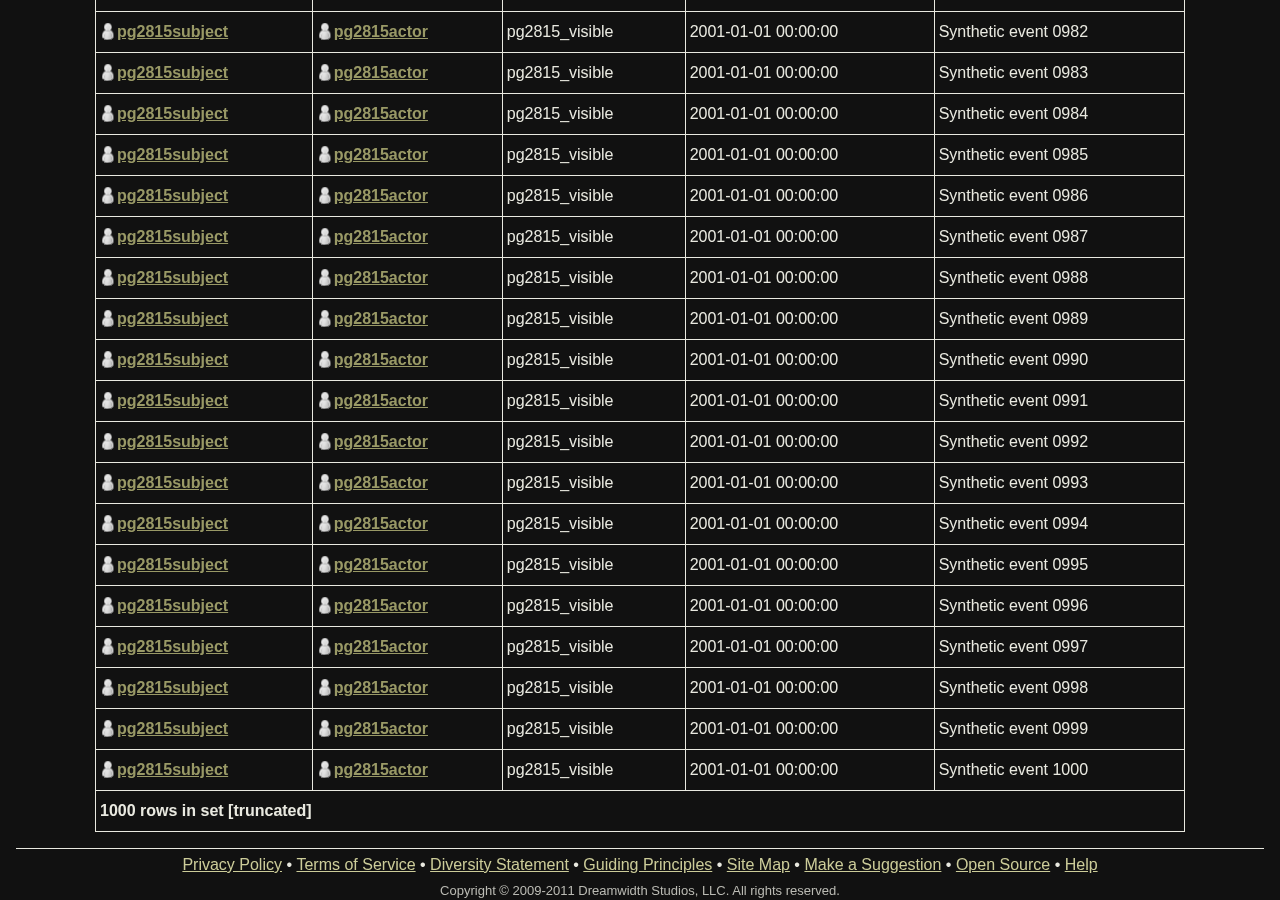 pg2815subject pg2815actor pg2815_visible 2001-01-01 00:00:00 Synthetic event 0982
pg2815subject pg2815actor pg2815_visible 2001-01-01 00:00:00 Synthetic event 0983
pg2815subject pg2815actor pg2815_visible 2001-01-01 00:00:00 Synthetic event 0984
pg2815subject pg2815actor pg2815_visible 2001-01-01 00:00:00 Synthetic event 0985
pg2815subject pg2815actor pg2815_visible 2001-01-01 00:00:00 Synthetic event 0986
pg2815subject pg2815actor pg2815_visible 2001-01-01 00:00:00 Synthetic event 0987
pg2815subject pg2815actor pg2815_visible 2001-01-01 00:00:00 Synthetic event 0988
pg2815subject pg2815actor pg2815_visible 2001-01-01 00:00:00 Synthetic event 0989
pg2815subject pg2815actor pg2815_visible 2001-01-01 00:00:00 Synthetic event 0990
pg2815subject pg2815actor pg2815_visible 2001-01-01 00:00:00 Synthetic event 0991
pg2815subject pg2815actor pg2815_visible 2001-01-01 00:00:00 Synthetic event 0992
pg2815subject pg2815actor pg2815_visible 2001-01-01 00:00:00 Synthetic event 0993
pg2815subject pg2815actor pg2815_visible 2001-01-01 00:00:00 Synthetic event 0994
pg2815subject pg2815actor pg2815_visible 2001-01-01 00:00:00 Synthetic event 0995
pg2815subject pg2815actor pg2815_visible 2001-01-01 00:00:00 Synthetic event 0996
pg2815subject pg2815actor pg2815_visible 2001-01-01 00:00:00 Synthetic event 0997
pg2815subject pg2815actor pg2815_visible 2001-01-01 00:00:00 Synthetic event 0998
pg2815subject pg2815actor pg2815_visible 2001-01-01 00:00:00 Synthetic event 0999
pg2815subject pg2815actor pg2815_visible 2001-01-01 00:00:00 Synthetic event 1000
1000 rows in set [truncated]
Privacy Policy • Terms of Service • Diversity Statement • Guiding Principles • Site Map • Make a Suggestion • Open Source • Help
Copyright © 2009-2011 Dreamwidth Studios, LLC. All rights reserved.